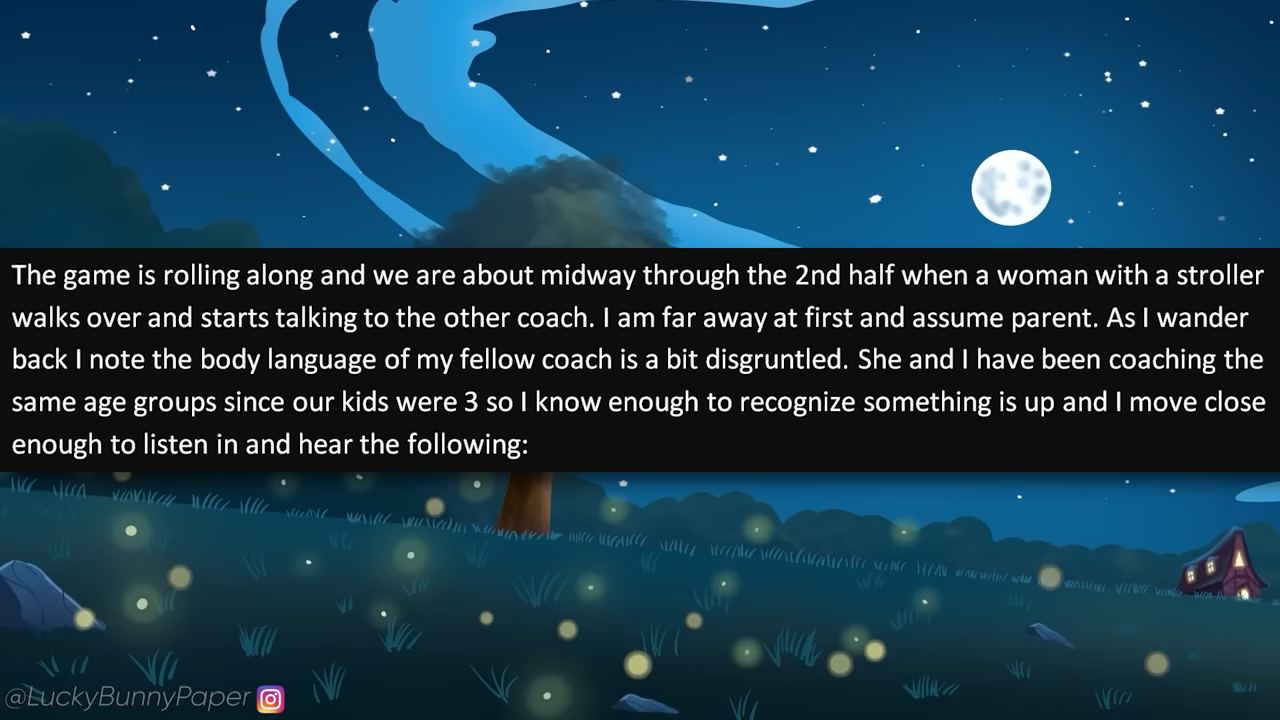 The game is rolling along and we are about midway through the 2nd half when a woman with a stroller
walks over and starts talking to the other coach. I am far away at first and assume parent. As I wander
back I note the body language of my fellow coach is a bit disgruntled. She and I have been coaching the
same age groups since our kids were 3 so I know enough to recognize something is up and I move close
enough to listen in and hear the following:
@LuckyBunnyPaper